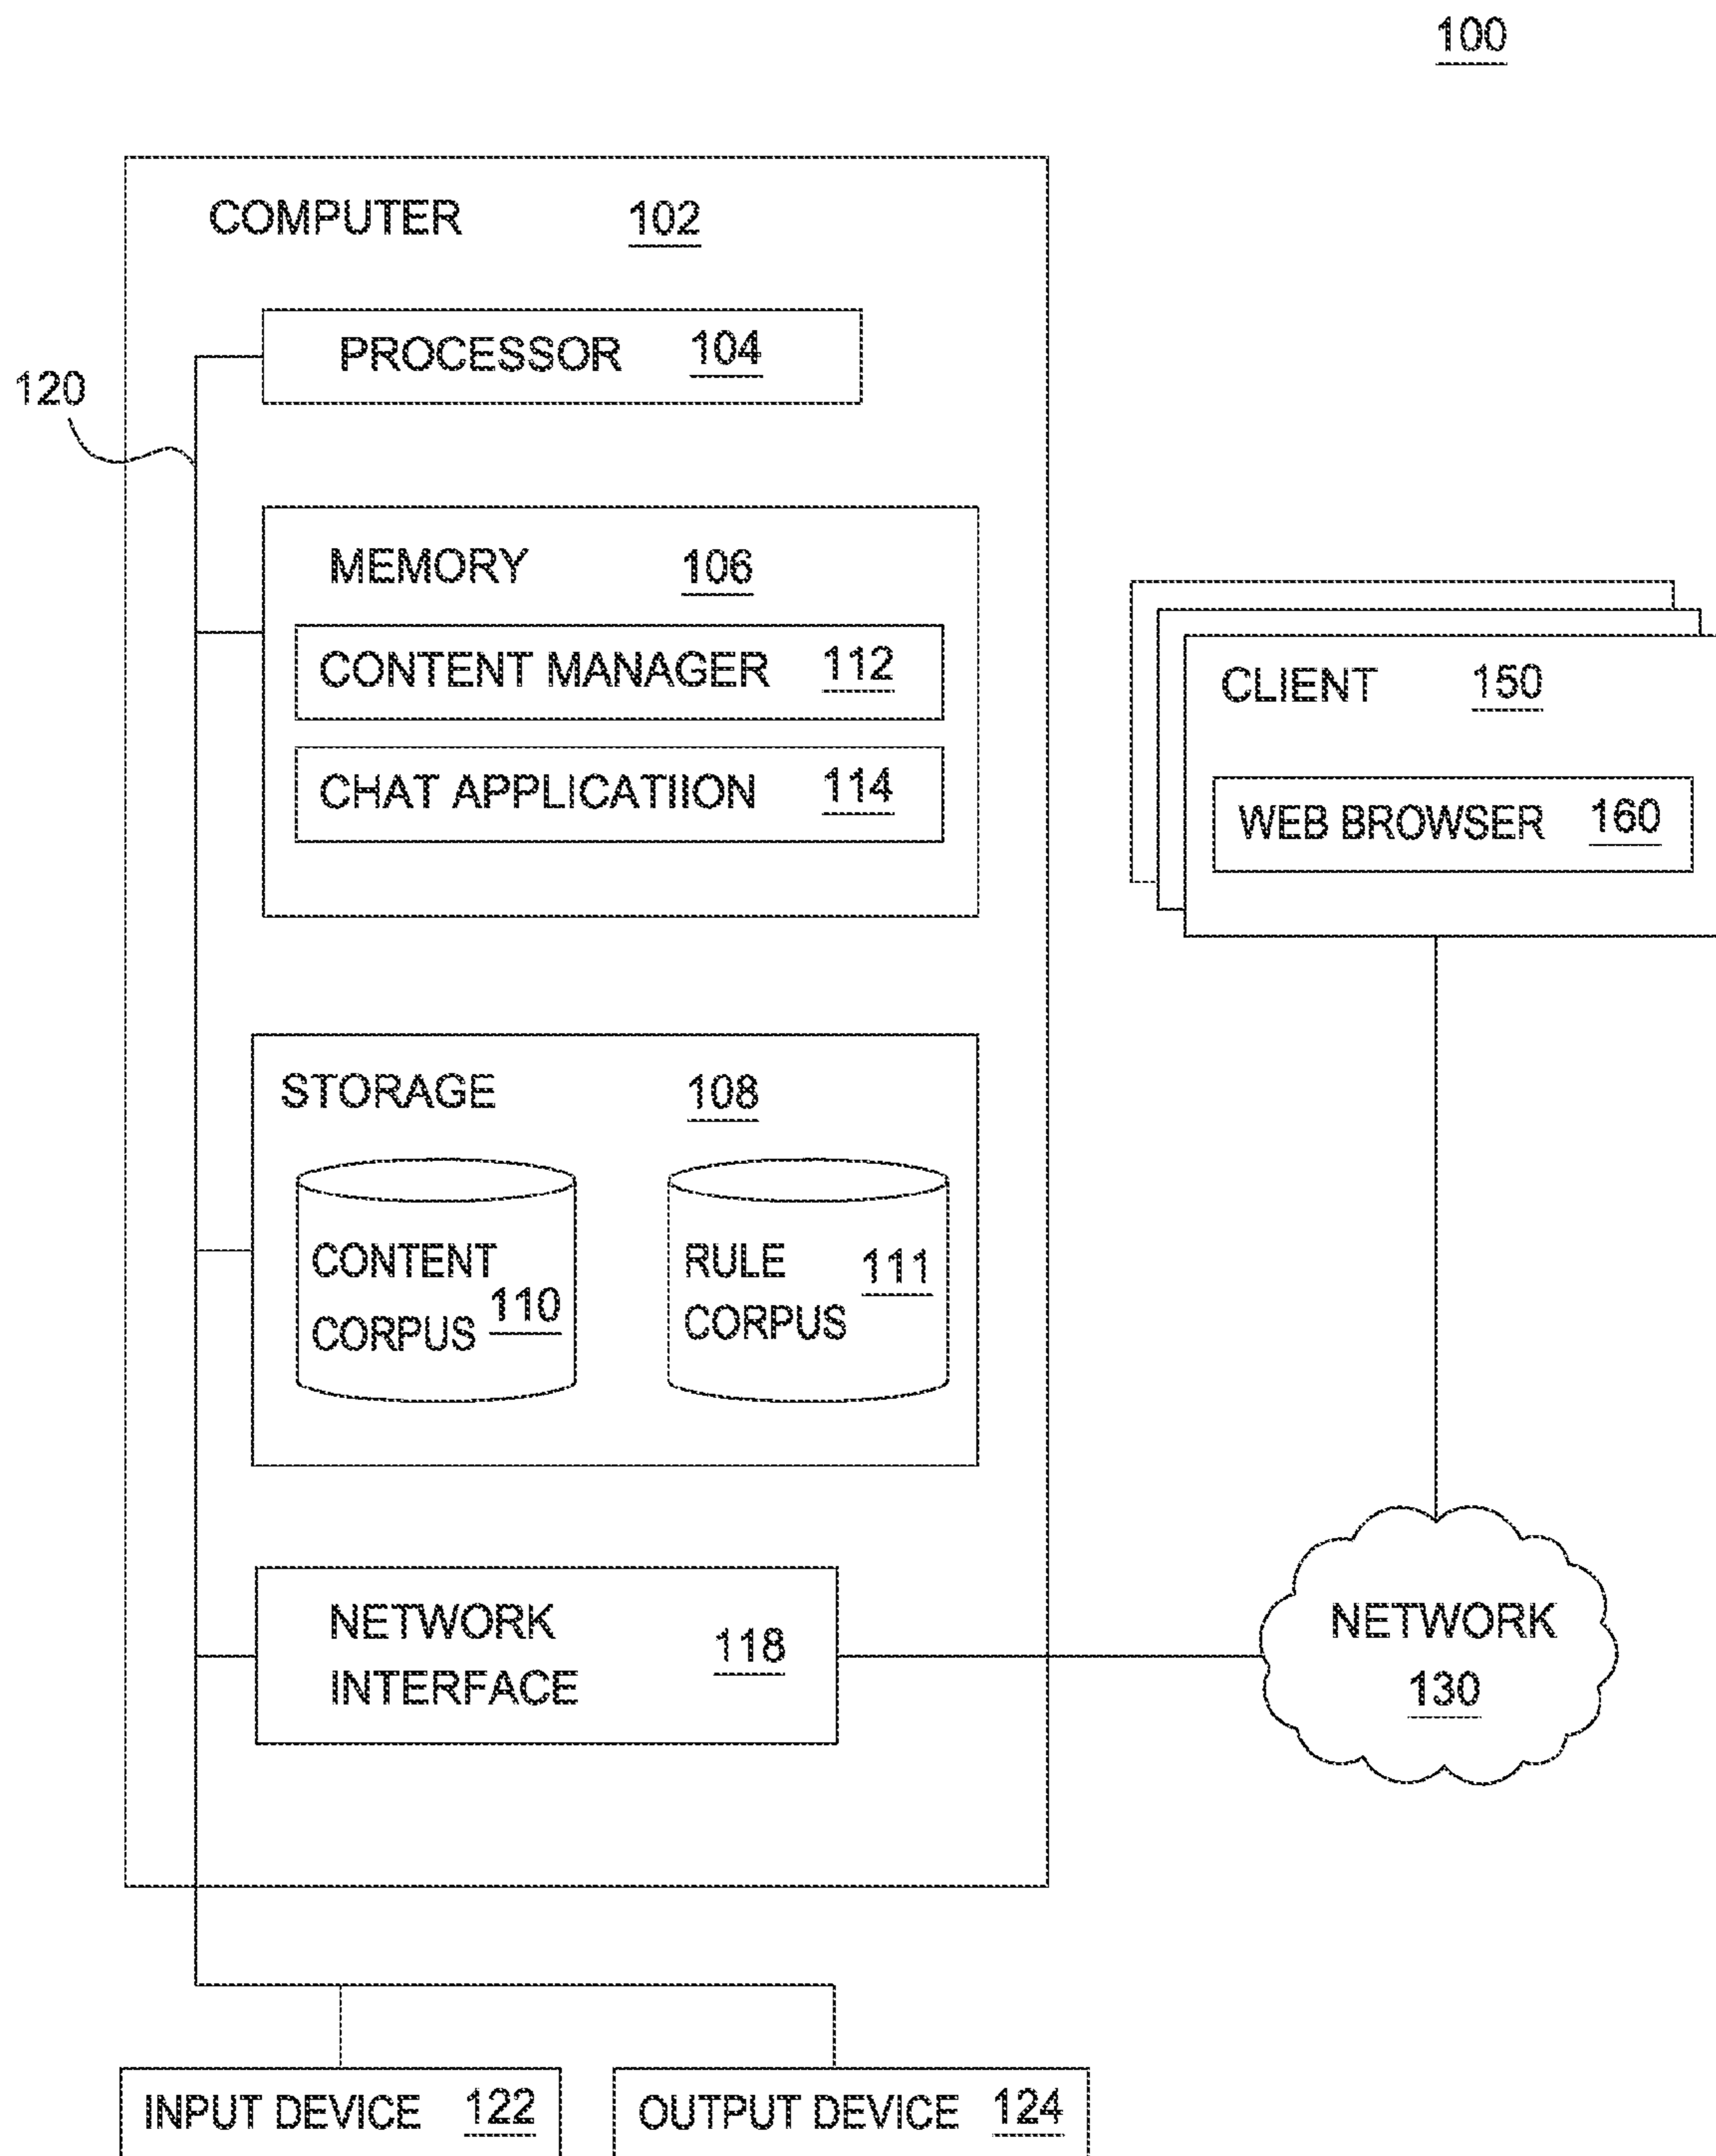 100
COMPUTER 102
PROCESSOR 104
120
MEMORY 106
CONTENT MANAGER 112
CHAT APPLICATIION 114
CLIENT 150
WEB BROWSER 160
STORAGE 108
CONTENT
CORPUS 110
RULE 111
CORPUS
NETWORK
INTERFACE 118
NETWORK
130
INPUT DEVICE 122
OUTPUT DEVICE 124